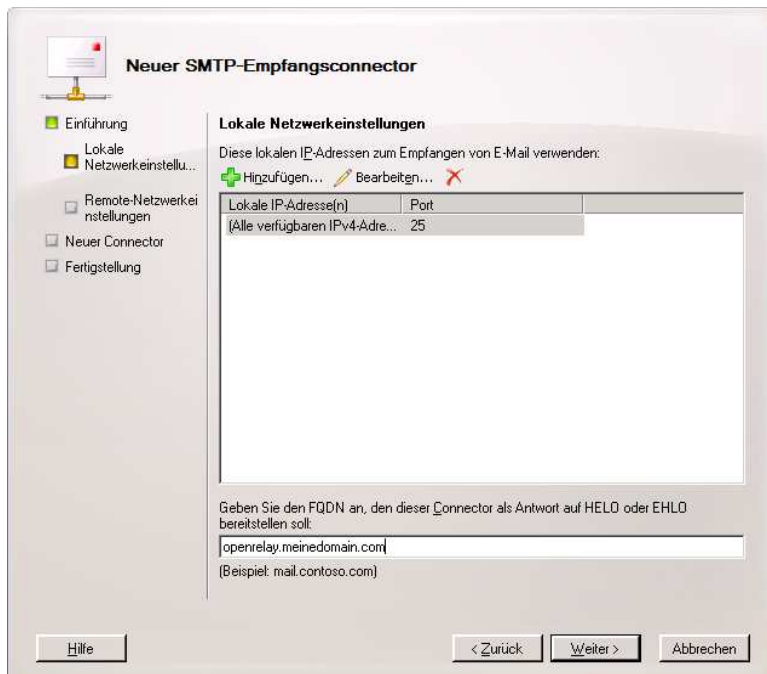 Neuer SMTP-Empfangsconnector
Einführung
Lokale
Netzwerkeinstellu...
Remote-Netzwerkei
nstellungen
Neuer Connector
Fertigstellung
Lokale Netzwerkeinstellungen
Diese lokalen IP-Adressen zum Empfangen von E-Mail verwenden:
Hinzufügen... Bearbeiten...
Lokale IP-Adresse(n) Port
(Alle verfügbaren IPv4-Adre... 25
Geben Sie den FQDN an, den dieser Connector als Antwort auf HELO oder EHLO
bereitstellen soll:
openrelay.meinedomain.com
(Beispiel: mail.contoso.com)
Hilfe < Zurück Weiter > Abbrechen